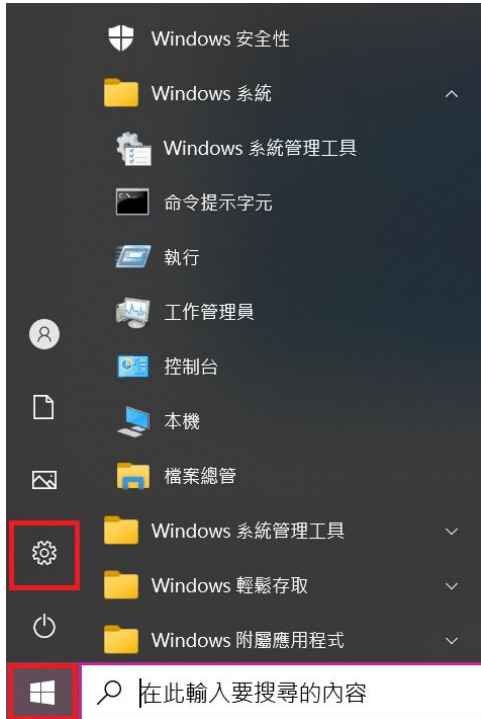 Windows 安全性
Windows 系統
Windows 系統管理工具
命令提示字元
執行
工作管理員
控制台
本機
檔案總管
Windows 系統管理工具
Windows 輕鬆存取
Windows 附屬應用程式
在此輸入要搜尋的內容